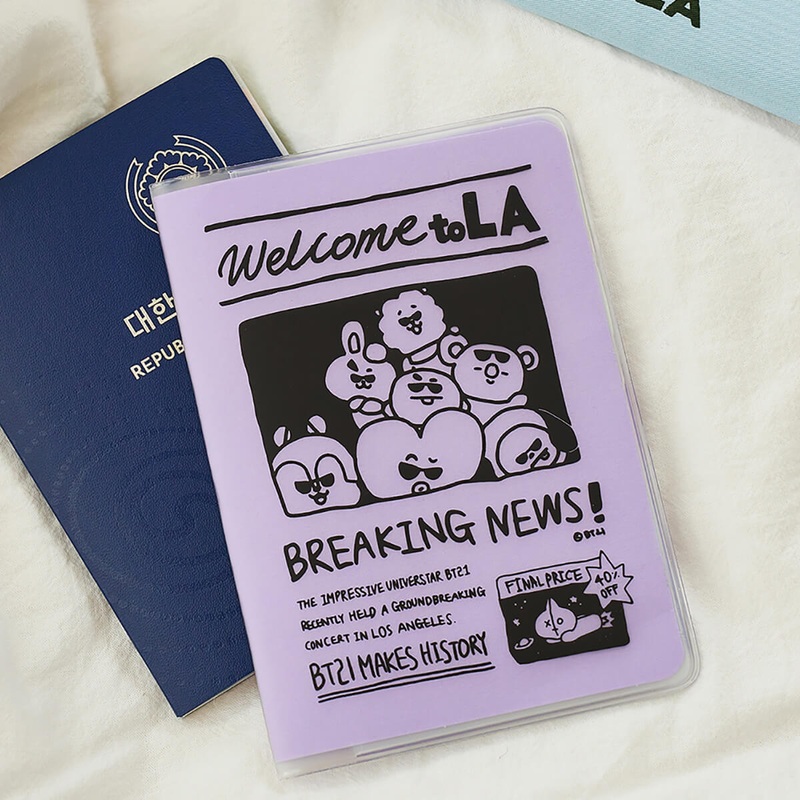 LA
대한
REPUB
Welcome to LA
BREAKING NEWS!
©BT21
THE IMPRESSIVE UNIVERSTAR BT21
RECENTLY HELD A GROUNDBREAKING
CONCERT IN LOS ANGELES.
BT21 MAKES HISTORY
FINAL PRICE
40%
OFF